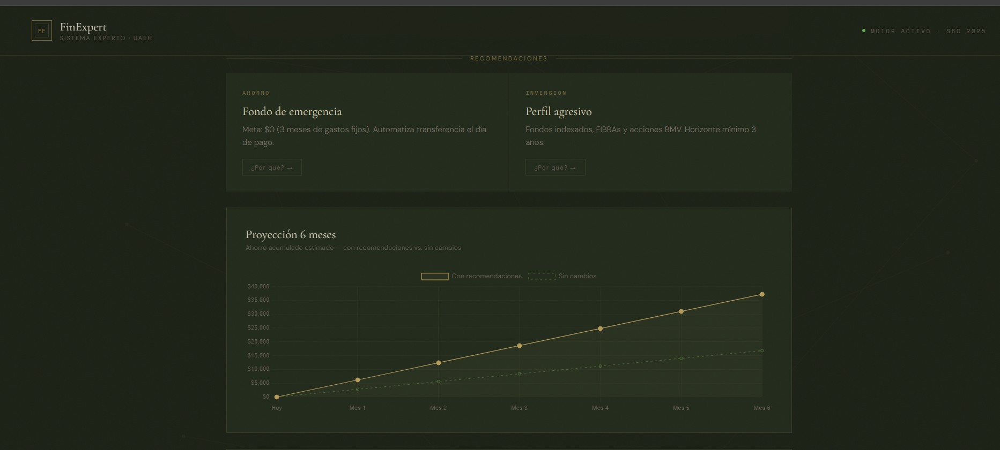 FE
FinExpert
SISTEMA EXPERTO · UAEH
MOTOR ACTIVO · SBC 2025
RECOMENDACIONES
AHORRO
Fondo de emergencia
Meta: $0 (3 meses de gastos fijos). Automatiza transferencia el día
de pago.
¿Por qué? →
INVERSIÓN
Perfil agresivo
Fondos indexados, FIBRAs y acciones BMV. Horizonte mínimo 3
años.
¿Por qué? →
Proyección 6 meses
Ahorro acumulado estimado — con recomendaciones vs. sin cambios
Con recomendaciones
Sin cambios
$40,000
$35,000
$30,000
$25,000
$20,000
$15,000
$10,000
$5,000
$0
Hoy
Mes 1
Mes 2
Mes 3
Mes 4
Mes 5
Mes 6